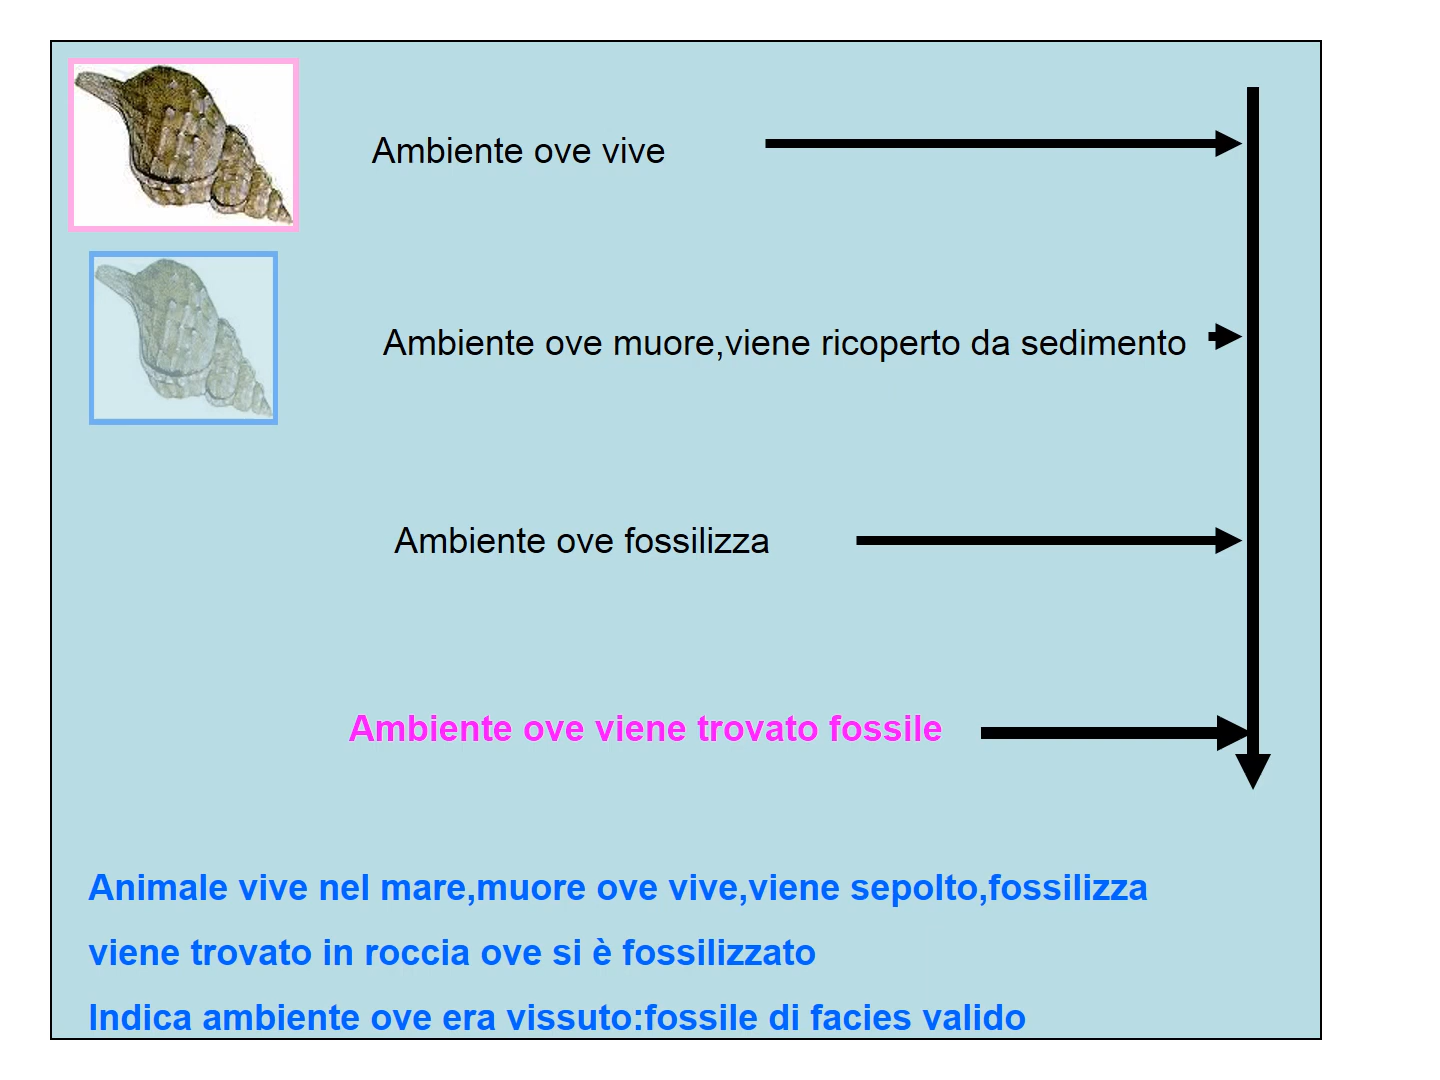 Ambiente ove vive
Ambiente ove muore,viene ricoperto da sedimento
Ambiente ove fossilizza
Ambiente ove viene trovato fossile
Animale vive nel mare,muore ove vive,viene sepolto,fossilizza
viene trovato in roccia ove si è fossilizzato
Indica ambiente ove era vissuto:fossile di facies valido